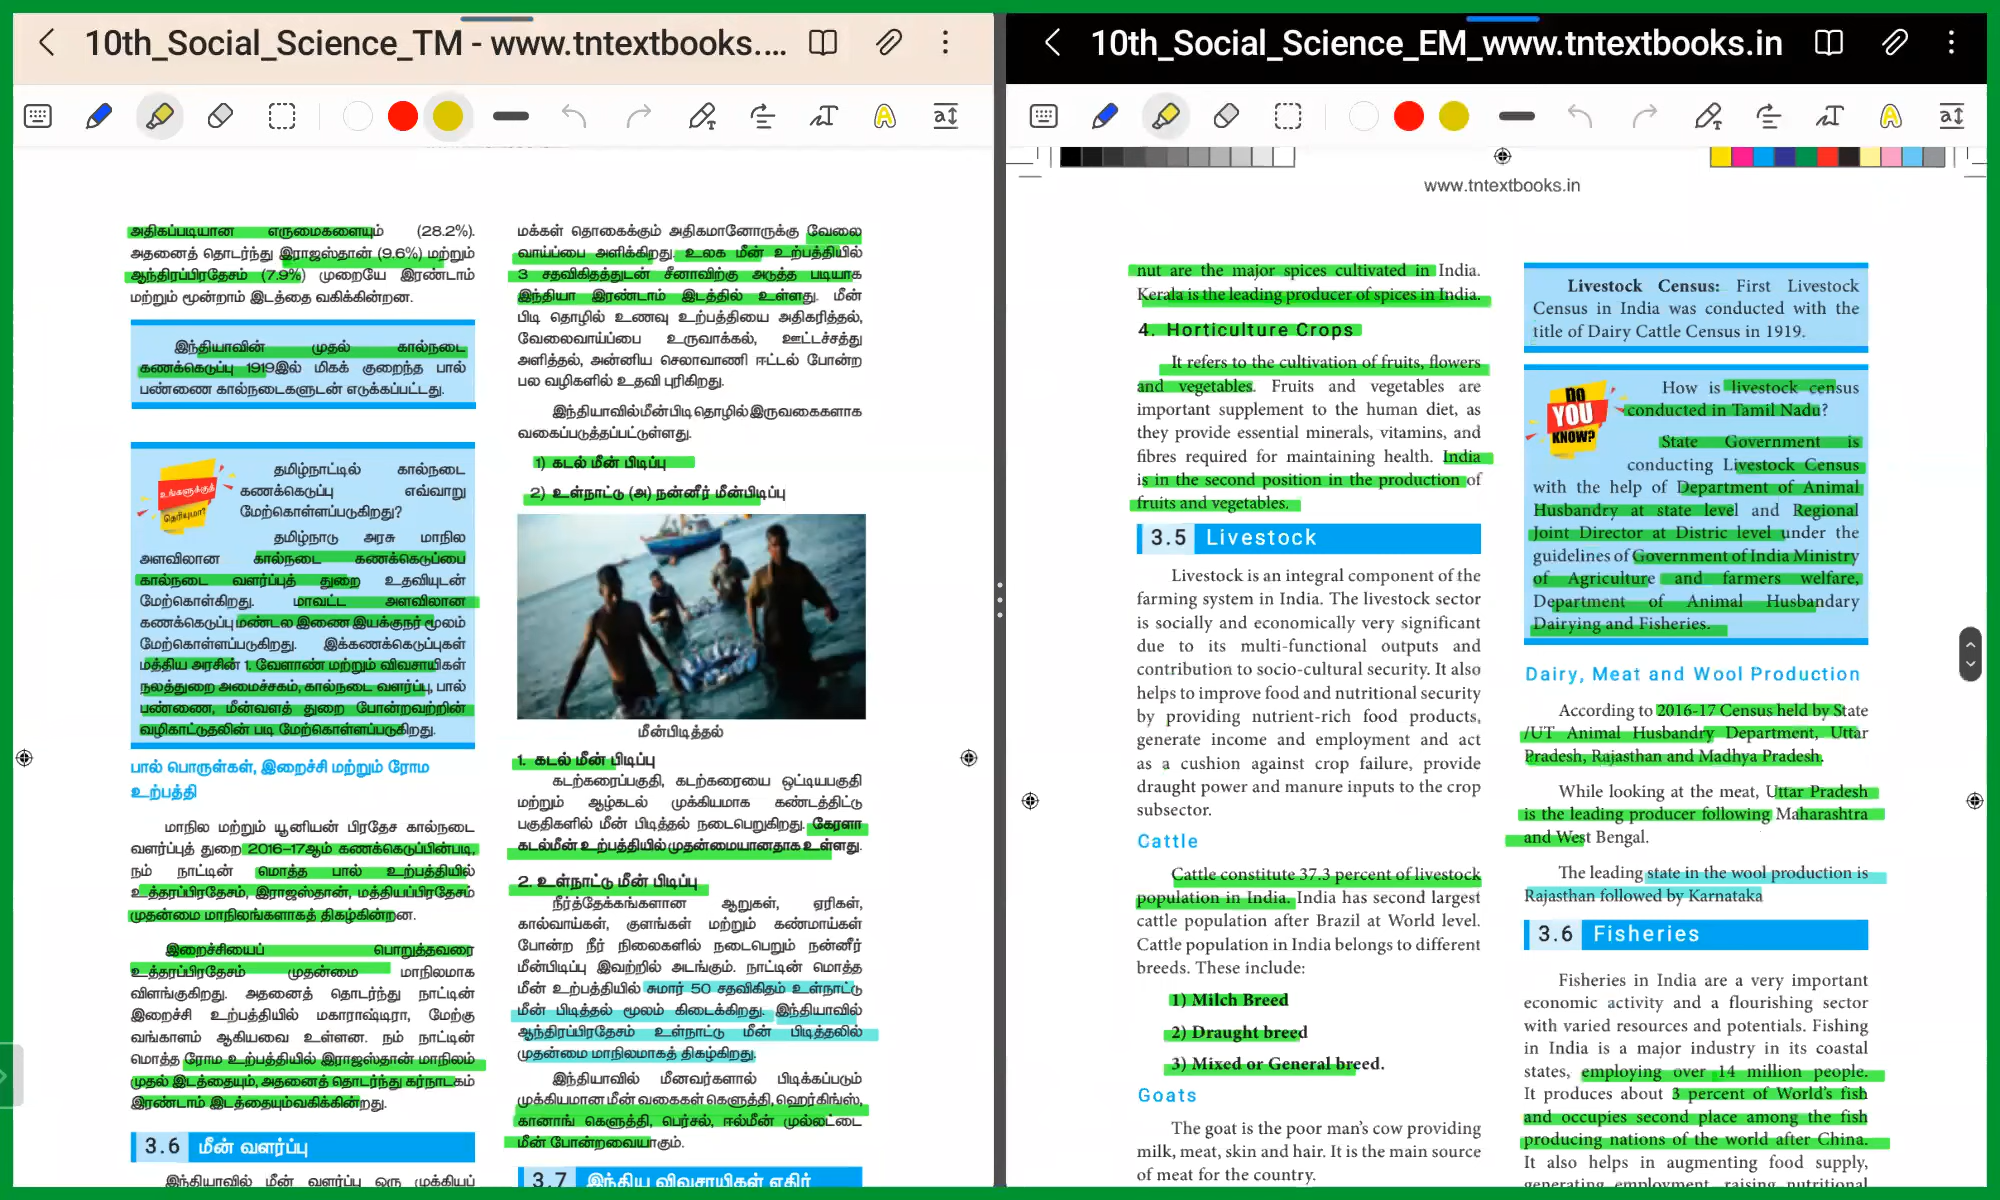 10th_Social_Science_TM - www.tntextbooks....
அதிகப்படியான எருமைகளையும் (28.2%).
அதனைத் தொடர்ந்து இராஜஸ்தான் (9.6%) மற்றும்
ஆந்திரப்பிரதேசம் (7.9%) முறையே இரண்டாம்
மற்றும் மூன்றாம் இடத்தை வகிக்கின்றன.
இந்தியாவின் முதல் கால்நடை
கணக்கெடுப்பு 1919இல் மிகக் குறைந்த பால்
பண்ணை கால்நடைகளுடன் எடுக்கப்பட்டது.
உங்களுக்குத்
தெரியுமா?
தமிழ்நாட்டில் கால்நடை
கணக்கெடுப்பு எவ்வாறு
மேற்கொள்ளப்படுகிறது?
தமிழ்நாடு அரசு மாநில
அளவிலான கால்நடை கணக்கெடுப்பை
கால்நடை வளர்ப்புத் துறை உதவியுடன்
மேற்கொள்கிறது. மாவட்ட அளவிலான
கணக்கெடுப்பு மண்டல இணை இயக்குநர் மூலம்
மேற்கொள்ளப்படுகிறது. இக்கணக்கெடுப்புகள்
மத்திய அரசின் 1. வேளாண் மற்றும் விவசாயிகள்
நலத்துறை அமைச்சகம், கால்நடை வளர்ப்பு, பால்
பண்ணை, மீன்வளத் துறை போன்றவற்றின்
வழிகாட்டுதலின் படி மேற்கொள்ளப்படுகிறது.
பால் பொருள்கள், இறைச்சி மற்றும் ரோம
உற்பத்தி
மாநில மற்றும் யூனியன் பிரதேச கால்நடை
வளர்ப்புத் துறை 2016–17ஆம் கணக்கெடுப்பின்படி,
நம் நாட்டின் மொத்த பால் உற்பத்தியில்
உத்தரப்பிரதேசம், இராஜஸ்தான், மத்தியப்பிரதேசம்
முதன்மை மாநிலங்களாகத் திகழ்கின்றன.
இறைச்சியைப் பொறுத்தவரை
உத்தரப்பிரதேசம் முதன்மை மாநிலமாக
விளங்குகிறது. அதனைத் தொடர்ந்து நாட்டின்
இறைச்சி உற்பத்தியில் மகாராஷ்டிரா, மேற்கு
வங்காளம் ஆகியவை உள்ளன. நம் நாட்டின்
மொத்த ரோம உற்பத்தியில் இராஜஸ்தான் மாநிலம்
முதல் இடத்தையும், அதனைத் தொடர்ந்து கர்நாடகம்
இரண்டாம் இடத்தையும்வகிக்கின்றது.
3.6 மீன் வளர்ப்பு
இந்தியாவில் மீன் வளர்ப்பு ஒரு முக்கியப்
மக்கள் தொகைக்கும் அதிகமானோருக்கு வேலை
வாய்ப்பை அளிக்கிறது. உலக மீன் உற்பத்தியில்
3 சதவிகிதத்துடன் சீனாவிற்கு அடுத்த படியாக
இந்தியா இரண்டாம் இடத்தில் உள்ளது. மீன்
பிடி தொழில் உணவு உற்பத்தியை அதிகரித்தல்,
வேலைவாய்ப்பை உருவாக்கல், ஊட்டச்சத்து
அளித்தல், அன்னிய செலாவாணி ஈட்டல் போன்ற
பல வழிகளில் உதவி புரிகிறது.
இந்தியாவில் மீன் பிடி தொழில் இரு வகைகளாக
வகைப்படுத்தப்பட்டுள்ளது.
1) கடல் மீன் பிடிப்பு
2) உள்நாட்டு (அ) நன்னீர் மீன்பிடிப்பு
மீன்பிடித்தல்
1. கடல் மீன் பிடிப்பு
கடற்கரைப்பகுதி, கடற்கரையை ஒட்டியபகுதி
மற்றும் ஆழ்கடல் முக்கியமாக கண்டத்திட்டு
பகுதிகளில் மீன் பிடித்தல் நடைபெறுகிறது. கேரளா
கடல்மீன் உற்பத்தியில் முதன்மையானதாக உள்ளது.
2. உள்நாட்டு மீன் பிடிப்பு
நீர்த்தேக்கங்களான ஆறுகள், ஏரிகள்,
கால்வாய்கள், குளங்கள் மற்றும் கண்மாய்கள்
போன்ற நீர் நிலைகளில் நடைபெறும் நன்னீர்
மீன்பிடிப்பு இவற்றில் அடங்கும். நாட்டின் மொத்த
மீன் உற்பத்தியில் சுமார் 50 சதவிகிதம் உள்நாட்டு
மீன் பிடித்தல் மூலம் கிடைக்கிறது. இந்தியாவில்
ஆந்திரப்பிரதேசம் உள்நாட்டு மீன் பிடித்தலில்
முதன்மை மாநிலமாகத் திகழ்கிறது.
இந்தியாவில் மீனவர்களால் பிடிக்கப்படும்
முக்கியமான மீன் வகைகள் கெளுத்தி, ஹெர்கிங்ஸ்,
கானாங் கெளுத்தி, பெர்சல், ஈல்மீன் முல்லட்டை
மீன் போன்றவையாகும்.
3.7 இந்திய விவசாயிகள் எதிர்
10th_Social_Science_EM_www.tntextbooks.in
www.tntextbooks.in
nut are the major spices cultivated in India.
Kerala is the leading producer of spices in India.
4. Horticulture Crops
It refers to the cultivation of fruits, flowers
and vegetables. Fruits and vegetables are
important supplement to the human diet, as
they provide essential minerals, vitamins, and
fibres required for maintaining health. India
is in the second position in the production of
fruits and vegetables.
3.5 Livestock
Livestock is an integral component of the
farming system in India. The livestock sector
is socially and economically very significant
due to its multi-functional outputs and
contribution to socio-cultural security. It also
helps to improve food and nutritional security
by providing nutrient-rich food products,
generate income and employment and act
as a cushion against crop failure, provide
draught power and manure inputs to the crop
subsector.
Cattle
Cattle constitute 37.3 percent of livestock
population in India. India has second largest
cattle population after Brazil at World level.
Cattle population in India belongs to different
breeds. These include:
1) Milch Breed
2) Draught breed
3) Mixed or General breed.
Goats
The goat is the poor man's cow providing
milk, meat, skin and hair. It is the main source
of meat for the country.
Livestock Census: First Livestock
Census in India was conducted with the
title of Dairy Cattle Census in 1919.
DO
YOU
KNOW?
How is livestock census
conducted in Tamil Nadu?
State Government is
conducting Livestock Census
with the help of Department of Animal
Husbandry at state level and Regional
Joint Director at Distric level under the
guidelines of Government of India Ministry
of Agriculture and farmers welfare,
Department of Animal Husbandary
Dairying and Fisheries.
Dairy, Meat and Wool Production
According to 2016-17 Census held by State
/UT Animal Husbandry Department, Uttar
Pradesh, Rajasthan and Madhya Pradesh.
While looking at the meat, Uttar Pradesh
is the leading producer following Maharashtra
and West Bengal.
The leading state in the wool production is
Rajasthan followed by Karnataka
3.6 Fisheries
Fisheries in India are a very important
economic activity and a flourishing sector
with varied resources and potentials. Fishing
in India is a major industry in its coastal
states, employing over 14 million people.
It produces about 3 percent of World's fish
and occupies second place among the fish
producing nations of the world after China.
It also helps in augmenting food supply,
generating employment, raising nutritional